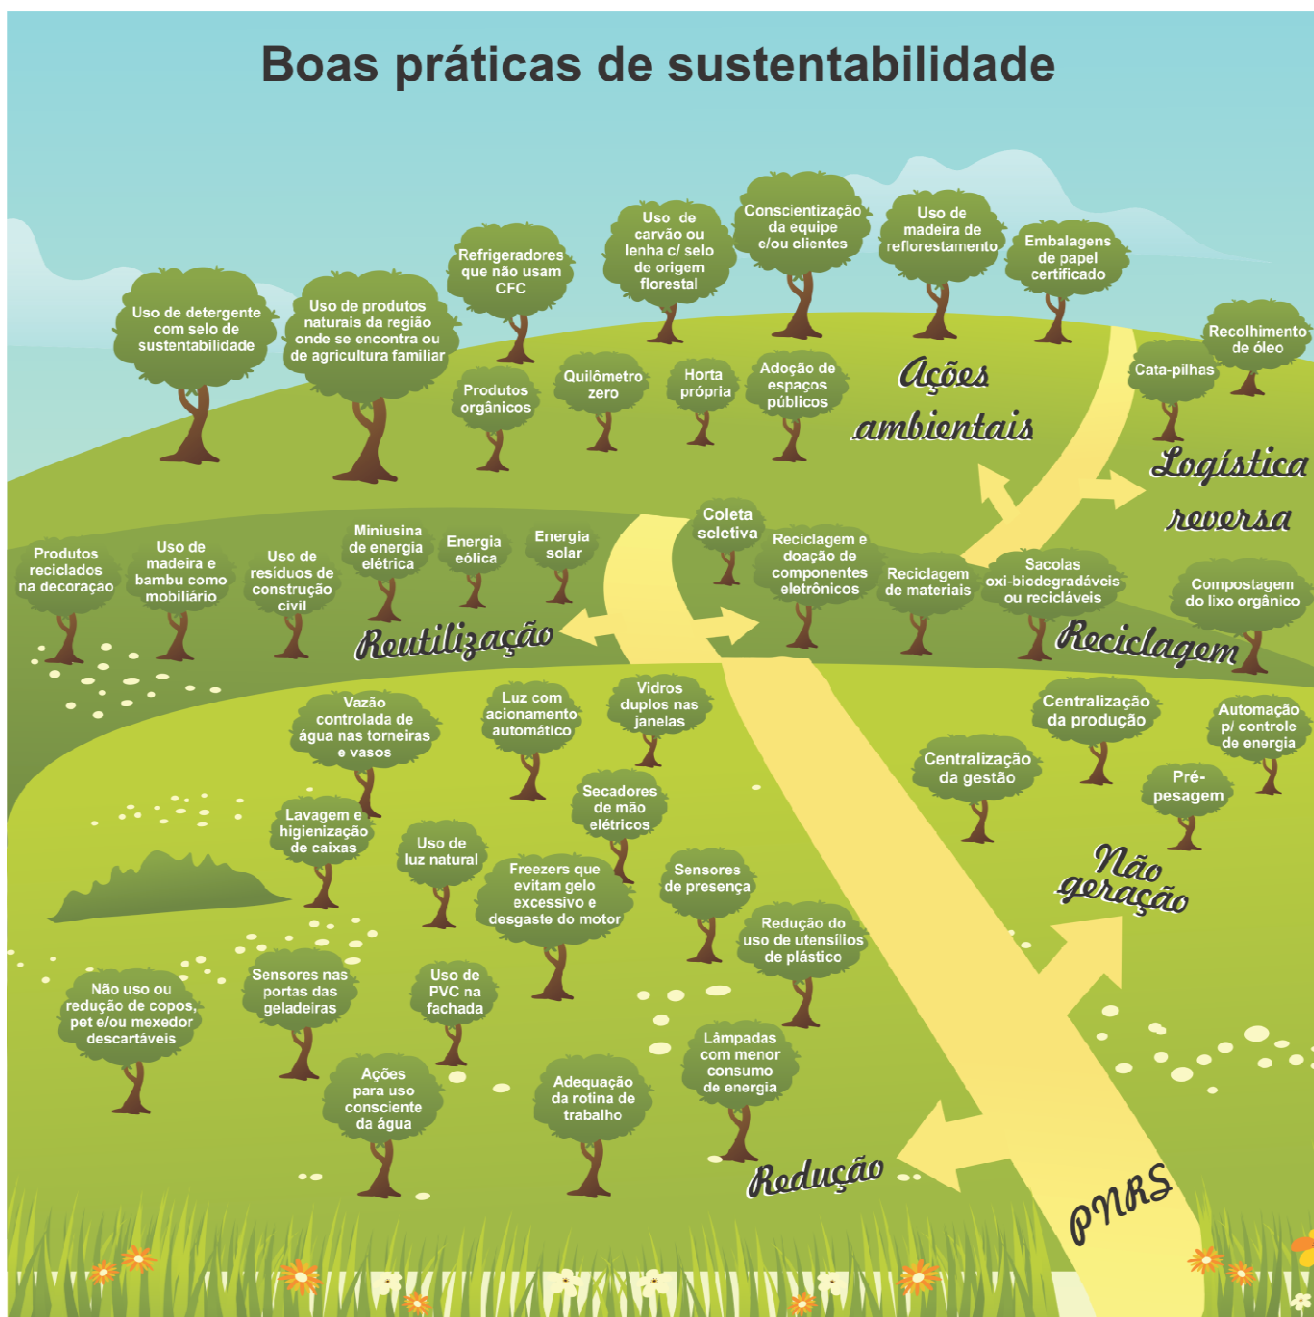 Boas práticas de sustentabilidade
Uso de detergente
com selo de
sustentabilidade
Uso de produtos
naturais da região
onde se encontra ou
de agricultura familiar
Refrigeradores
que não usam
CFC
Uso de
carvão ou
lenha c/ selo
de origem
florestal
Conscientização
da equipe
e/ou clientes
Uso de
madeira de
reflorestamento
Embalagens
de papel
certificado
Produtos
orgânicos
Quilômetro
zero
Horta
própria
Adoção de
espaços
públicos
Ações
ambientais
Cata-pilhas
Recolhimento
de óleo
Logística
reversa
Produtos
reciclados
na decoraçao
Uso de
madeira e
bambu como
mobiliário
Uso de
resíduos de
construção
civil
Miniusina
de energia
elétrica
Energia
eólica
Energia
solar
Reutilização
Coleta
seletiva
Reciclagem e
doação de
componentes
eletrônicos
Reciclagem
de materiais
Sacolas
oxi-biodegradáveis
ou recicláveis
Compostagem
do lixo orgânico
Reciclagem
Vazão
controlada de
água nas torneiras
e vasos
Luz com
acionamento
automático
Vidros
duplos nas
janelas
Lavagem e
higienização
de caixas
Uso de
luz natural
Secadores
de mão
elétricos
Freezers que
evitam gelo
excessivo e
desgaste do motor
Sensores
de presença
Redução do
uso de utensílios
de plástico
Não uso ou
redução de copos,
pet e/ou mexedor
descartáveis
Sensores nas
portas das
geladeiras
Uso de
PVC na
fachada
Lâmpadas
com menor
consumo
de energia
Ações
para uso
consciente
da água
Adequação
da rotina de
trabalho
Redução
Centralização
da produção
Automação
p/ controle
de energia
Centralização
da gestão
Pré-
pesagem
Não
geração
PNRS